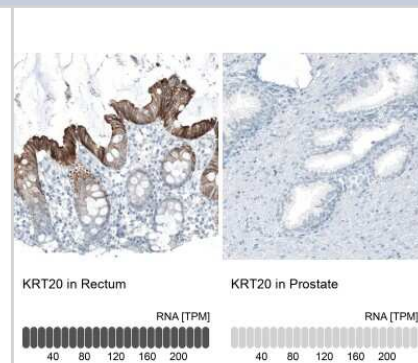 KRT20 in Rectum
KRT20 in Prostate
RNA [TPM]
RNA [TPM]
40 80 120 160 200
40 80 120 160 200